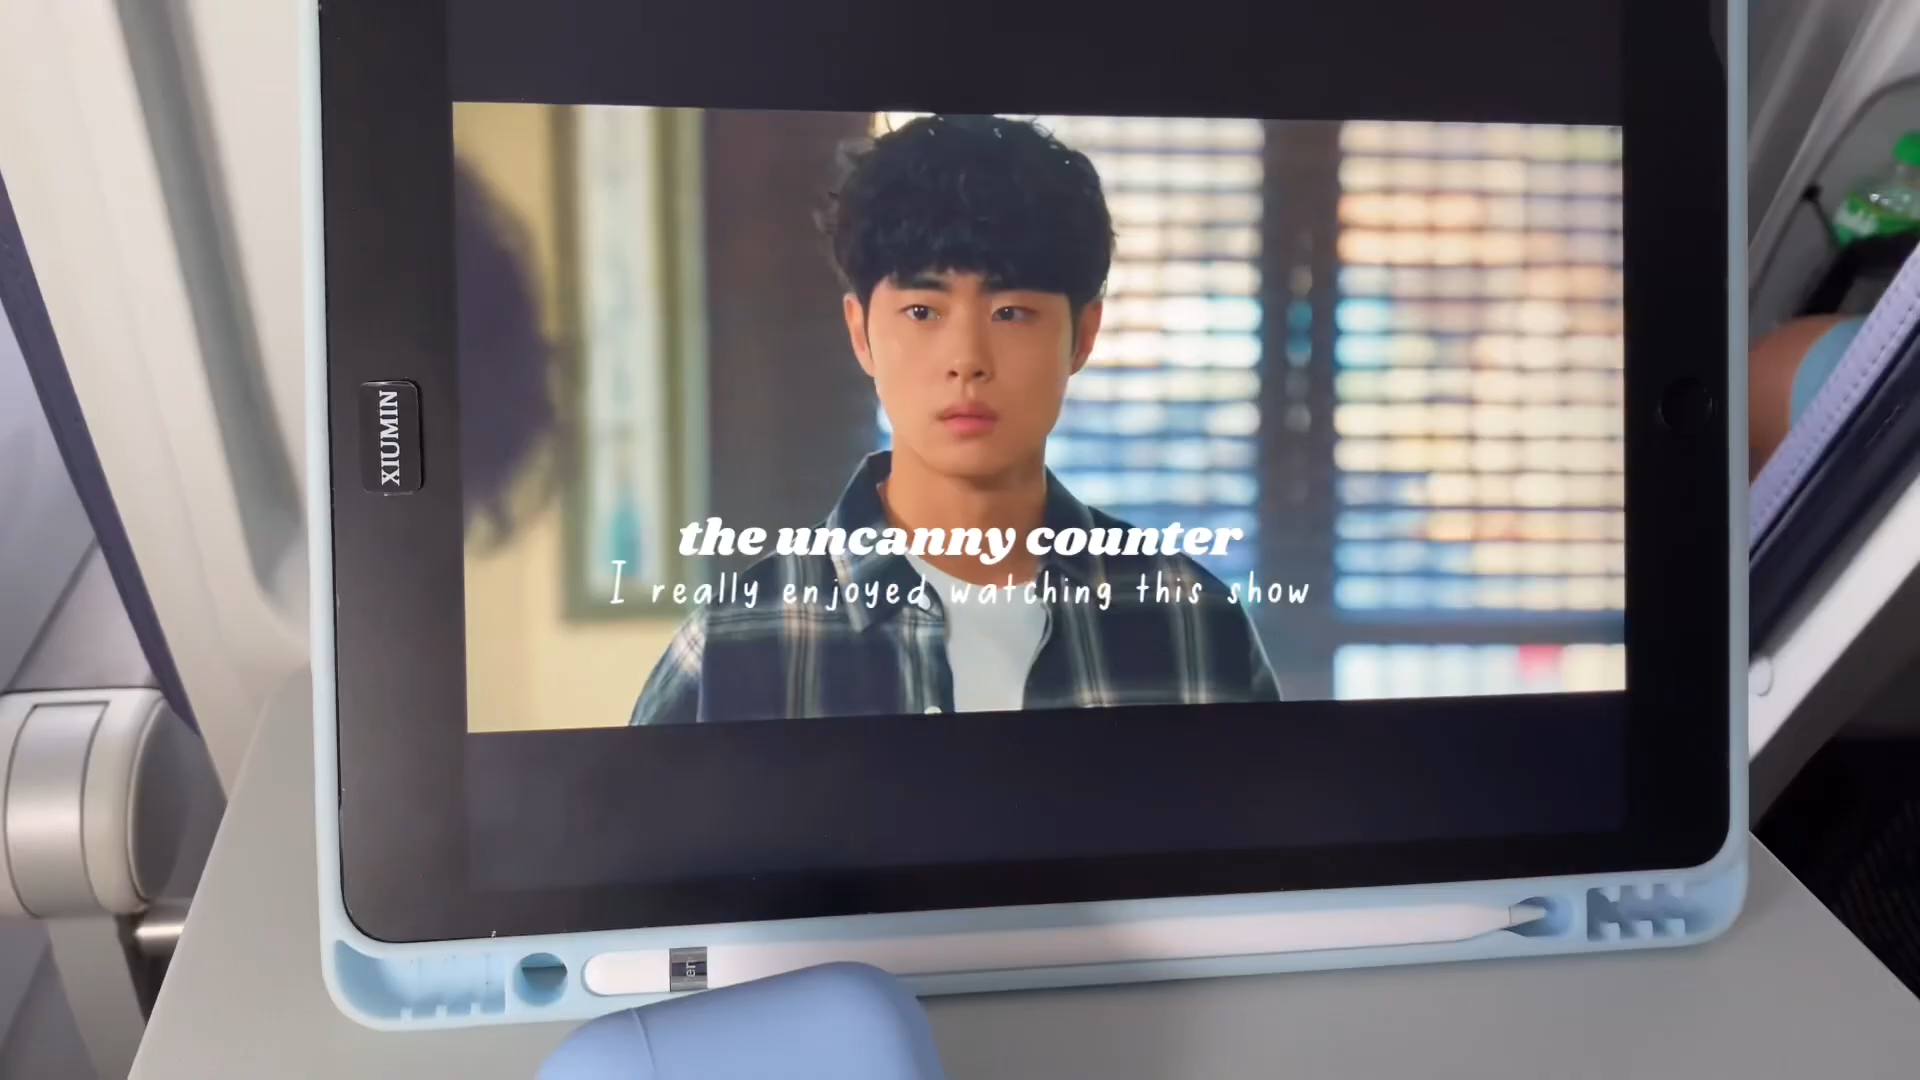 XIUMIN
the uncanny counter
I really enjoyed watching this show